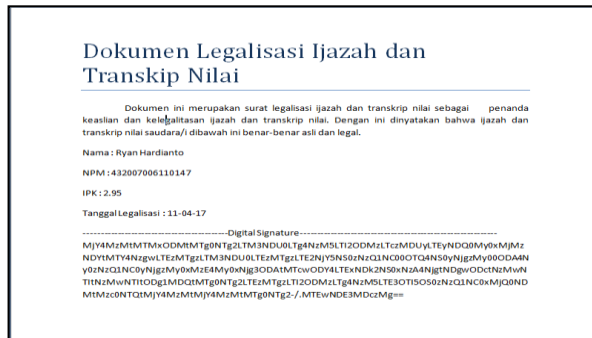 Dokumen Legalisasi Ijazah dan
Transkip Nilai
Dokumen ini merupakan surat legalisasi ijazah dan transkrip nilai sebagai penanda
keaslian dan kelegalitasan ijazah dan transkrip nilai. Dengan ini dinyatakan bahwa ijazah dan
transkrip nilai saudara/i dibawah ini benar-benar asli dan legal.
Nama : Ryan Hardianto
NPM : 432007006110147
IPK : 2.95
Tanggal Legalisasi : 11-04-17
----------------------------------------Digital Signature------------------------------------------------------
MjY4MzMtMTMxODMtMTg0NTg2LTM3NDU0LTg4NzM5LTI2ODMzLTczMDUyLTEyNDQ0My0xMjMz
NDYtMTY4NzgwLTEzMTgzLTM3NDU0LTEzMTgzLTE2NjY5NS0zNzQ1NC00OTQ4NS0yNjgzMy00ODA4N
y0zNzQ1NC0yNjgzMy0xMzE4My0xNjg3ODAtMTcwODY4LTExNDk2NS0xNzA4NjgtNDgwODctNzMwN
TItNzMwNTItODg1MDQtMTg0NTg2LTEzMTgzLTI2ODMzLTg4NzM5LTE3OTI5OS0zNzQ1NC0xMjQ0ND
MtMzc0NTQtMjY4MzMtMjY4MzMtMTg0NTg2-/.MTEwNDE3MDczMg==